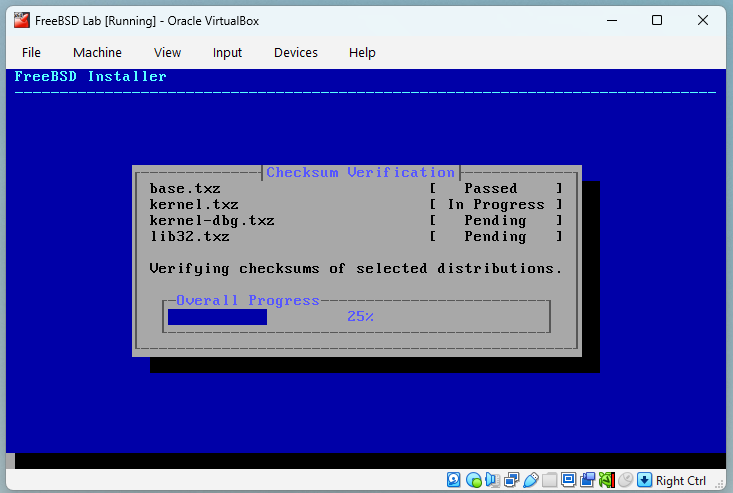 FreeBSD Lab [Running] - Oracle VirtualBox
File Machine View Input Devices Help
FreeBSD Installer
Checksum Verification
base.txz [ Passed ]
kernel.txz [ In Progress ]
kernel-dbg.txz [ Pending ]
lib32.txz [ Pending ]
Verifying checksums of selected distributions.
Overall Progress
25%
Right Ctrl